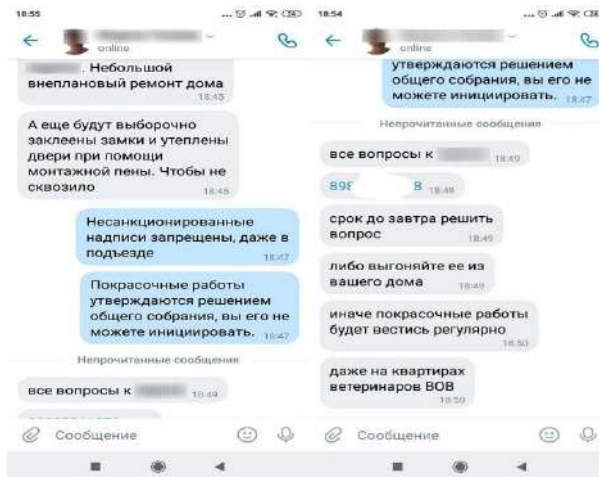 18:55
online
. Небольшой
внеплановый ремонт дома
18:45
А еще будут выборочно
заклеены замки и утеплены
двери при помощи
монтажной пены. Чтобы не
сквозило
18:46
Несанкционированные
надписи запрещены, даже в
подъезде
18:47
Покрасочные работы
утверждаются решением
общего собрания, вы его не
можете инициировать.
18:47
Непрочитанные сообщения
все вопросы к
18:49
Сообщение
18:54
online
утверждаются решением
общего собрания, вы его не
можете инициировать.
18:47
Непрочитанные сообщения
все вопросы к
18:49
898 8
18:49
срок до завтра решить
вопрос
18:49
либо выгоняйте ее из
вашего дома
18:49
иначе покрасочные работы
будет вестись регулярно
18:50
даже на квартирах
ветеринаров ВОВ
18:50
Сообщение